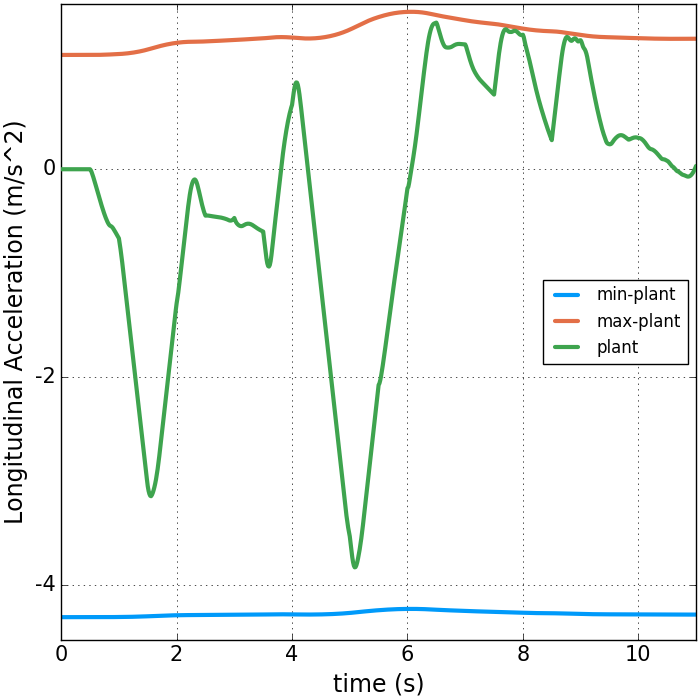 Longitudinal Acceleration (m/s^2)
0
-2
-4
min-plant
max-plant
plant
0 2 4 6 8 10
time (s)